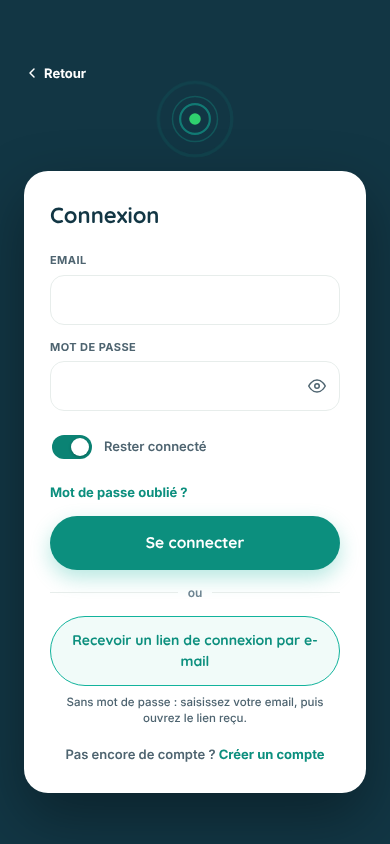 Retour
Connexion
EMAIL
MOT DE PASSE
Rester connecté
Mot de passe oublié ?
Se connecter
ou
Recevoir un lien de connexion par e-
mail
Sans mot de passe : saisissez votre email, puis
ouvrez le lien reçu.
Pas encore de compte ? Créer un compte